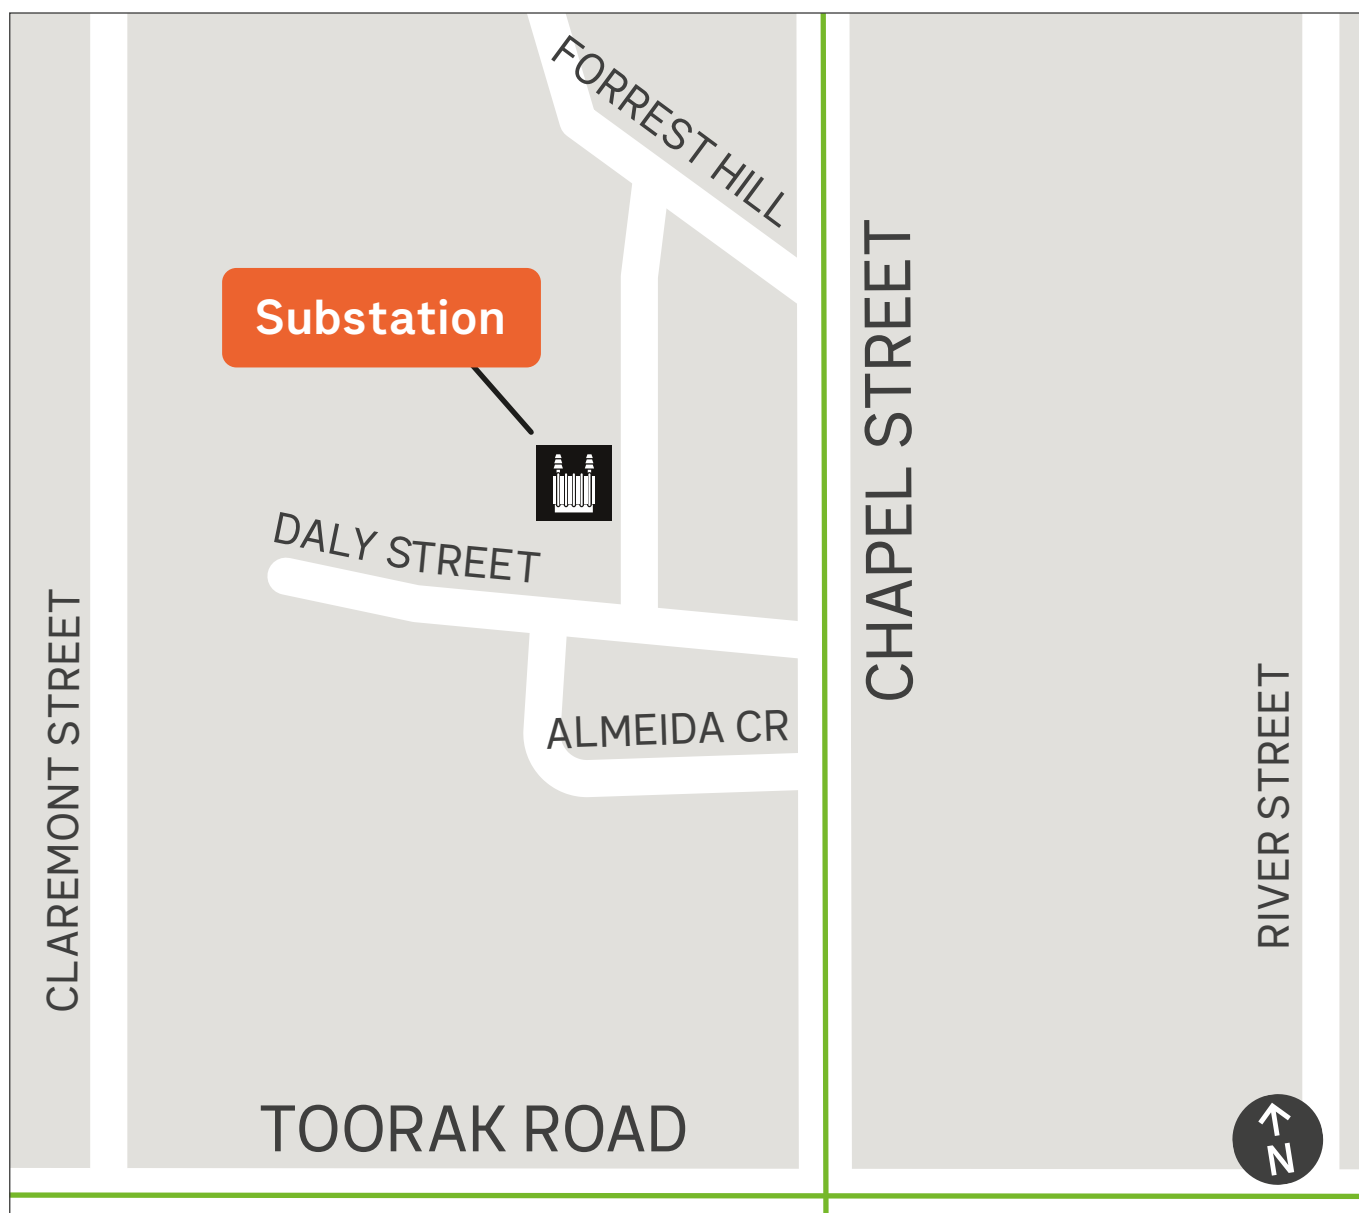 FORREST HILL
CHAPEL STREET
Substation
DALY STREET
CLAREMONT STREET
ALMEIDA CR
RIVER STREET
TOORAK ROAD
N